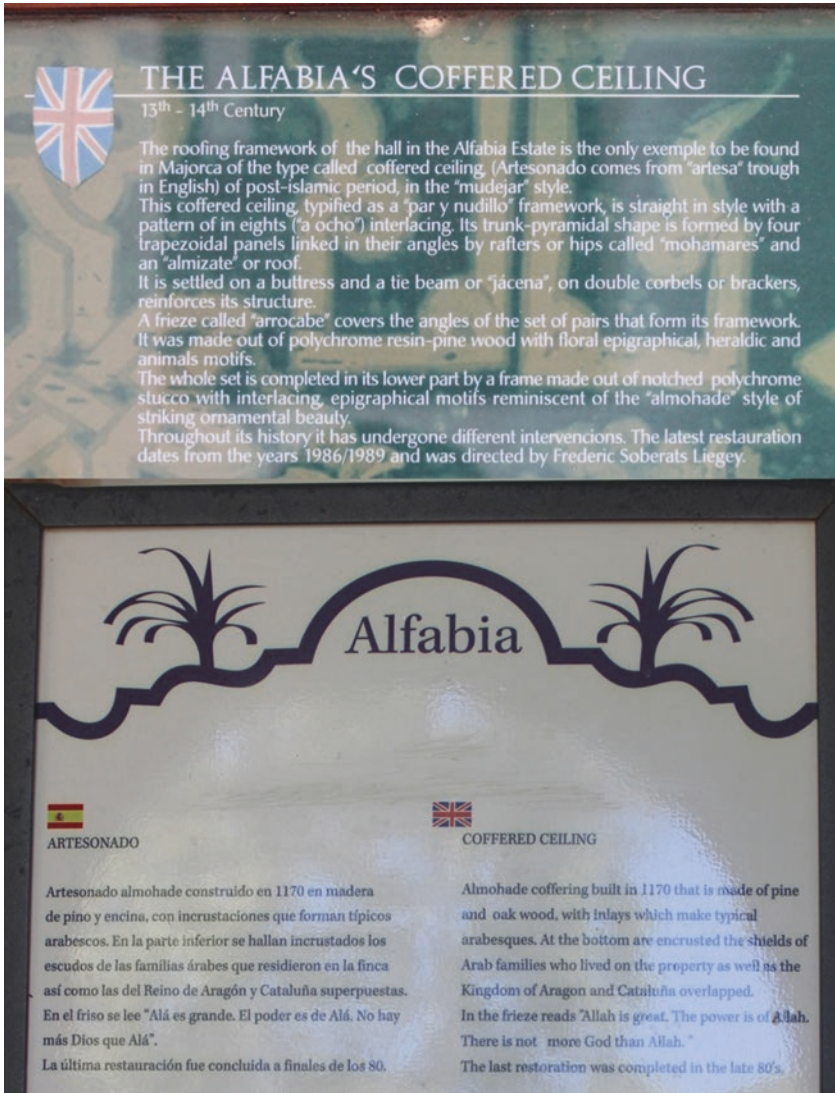 THE ALFABIA'S COFFERED CEILING
13th - 14th Century
The roofing framework of the hall in the Alfabia Estate is the only exemple to be found
in Majorca of the type called coffered ceiling, (Artesonado comes from "artesa" trough
in English) of post-islamic period, in the "mudejar" style.
This coffered ceiling, typified as a "par y nudillo" framework, is straight in style with a
pattern of in eights ("a ocho") interlacing. Its trunk-pyramidal shape is formed by four
trapezoidal panels linked in their angles by rafters or hips called "mohamares" and
an "almizate" or roof.
It is settled on a buttress and a tie beam or "jácena", on double corbels or brackers,
reinforces its structure.
A frieze called "arrocabe" covers the angles of the set of pairs that form its framework.
It was made out of polychrome resin-pine wood with floral epigraphical, heraldic and
animals motifs.
The whole set is completed in its lower part by a frame made out of notched polychrome
stucco with interlacing, epigraphical motifs reminiscent of the "almohade" style of
striking ornamental beauty.
Throughout its history it has undergone different intervencions. The latest restauration
dates from the years 1986/1989 and was directed by Frederic Soberats Liegey.
Alfabia
ARTESONADO
Artesonado almohade construido en 1170 en madera
de pino y encina, con incrustaciones que forman típicos
arabescos. En la parte inferior se hallan incrustados los
escudos de las familias árabes que residieron en la finca
así como las del Reino de Aragón y Cataluña superpuestas.
En el friso se lee "Alá es grande. El poder es de Alá. No hay
más Dios que Alá".
La última restauración fue concluida a finales de los 80.
COFFERED CEILING
Almohade coffering built in 1170 that is made of pine
and oak wood, with inlays which make typical
arabesques. At the bottom are encrusted the shields of
Arab families who lived on the property as well as the
Kingdom of Aragon and Cataluña overlapped.
In the frieze reads "Allah is great. The power is of Allah.
There is not more God than Allah. "
The last restoration was completed in the late 80's.